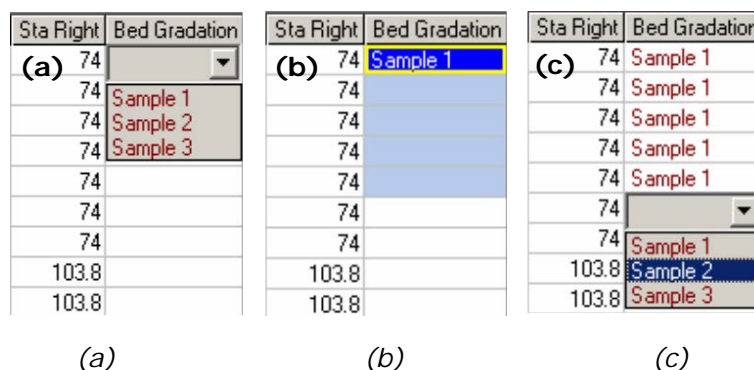 Sta Right Bed Gradation
(a) 74
74 Sample 1
74 Sample 2
74 Sample 3
74
74
74
103.8
103.8
Sta Right Bed Gradation
(b) 74 Sample 1
74
74
74
74
74
74
103.8
103.8
Sta Right Bed Gradation
(c) 74 Sample 1
74 Sample 1
74 Sample 1
74 Sample 1
74 Sample 1
74
74 Sample 1
103.8 Sample 2
103.8 Sample 3
(a) (b) (c)